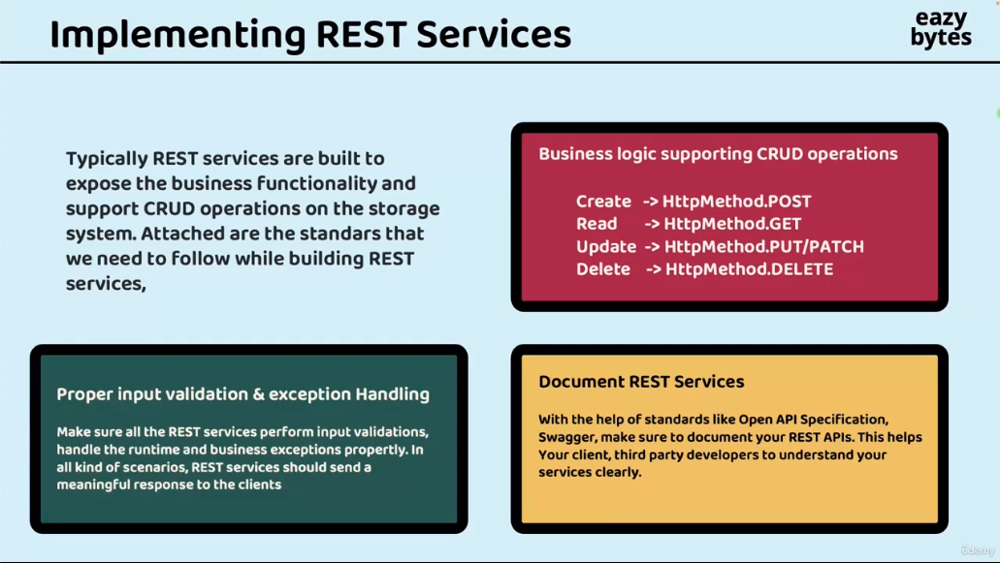 Implementing REST Services
eazy
bytes
Typically REST services are built to
expose the business functionality and
support CRUD operations on the storage
system. Attached are the standars that
we need to follow while building REST
services,
Business logic supporting CRUD operations
Create -> HttpMethod.POST
Read -> HttpMethod.GET
Update -> HttpMethod.PUT/PATCH
Delete -> HttpMethod.DELETE
Proper input validation & exception Handling
Make sure all the REST services perform input validations,
handle the runtime and business exceptions propertly. In
all kind of scenarios, REST services should send a
meaningful response to the clients
Document REST Services
With the help of standards like Open API Specification,
Swagger, make sure to document your REST APIs. This helps
Your client, third party developers to understand your
services clearly.
ûdemy